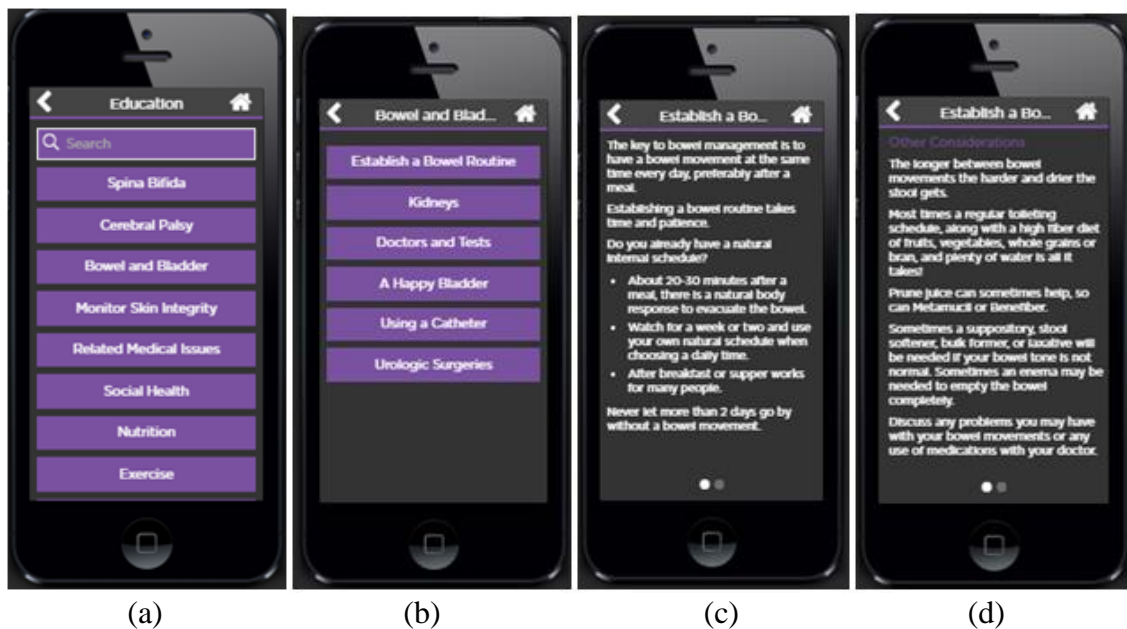 Education
Search
Spina Bifida
Cerebral Palsy
Bowel and Bladder
Monitor Skin Integrity
Related Medical Issues
Social Health
Nutrition
Exercise
(a)
Bowel and Blad...
Establish a Bowel Routine
Kidneys
Doctors and Tests
A Happy Bladder
Using a Catheter
Urologic Surgeries
(b)
Establish a Bo...
The key to bowel management is to
have a bowel movement at the same
time every day, preferably after a
meal.
Establishing a bowel routine takes
time and patience.
Do you already have a natural
internal schedule?
• About 20-30 minutes after a
meal, there is a natural body
response to evacuate the bowel.
• Watch for a week or two and use
your own natural schedule when
choosing a daily time.
• After breakfast or supper works
for many people.
Never let more than 2 days go by
without a bowel movement.
(c)
Establish a Bo...
Other Considerations
The longer between bowel
movements the harder and drier the
stool gets.
Most times a regular toileting
schedule, along with a high fiber diet
of fruits, vegetables, whole grains or
bran, and plenty of water is all it
takes!
Prune juice can sometimes help, so
can Metamucil or Benefiber.
Sometimes a suppository, stool
softener, bulk former, or laxative will
be needed if your bowel tone is not
normal. Sometimes an enema may be
needed to empty the bowel
completely.
Discuss any problems you may have
with your bowel movements or any
use of medications with your doctor.
(d)